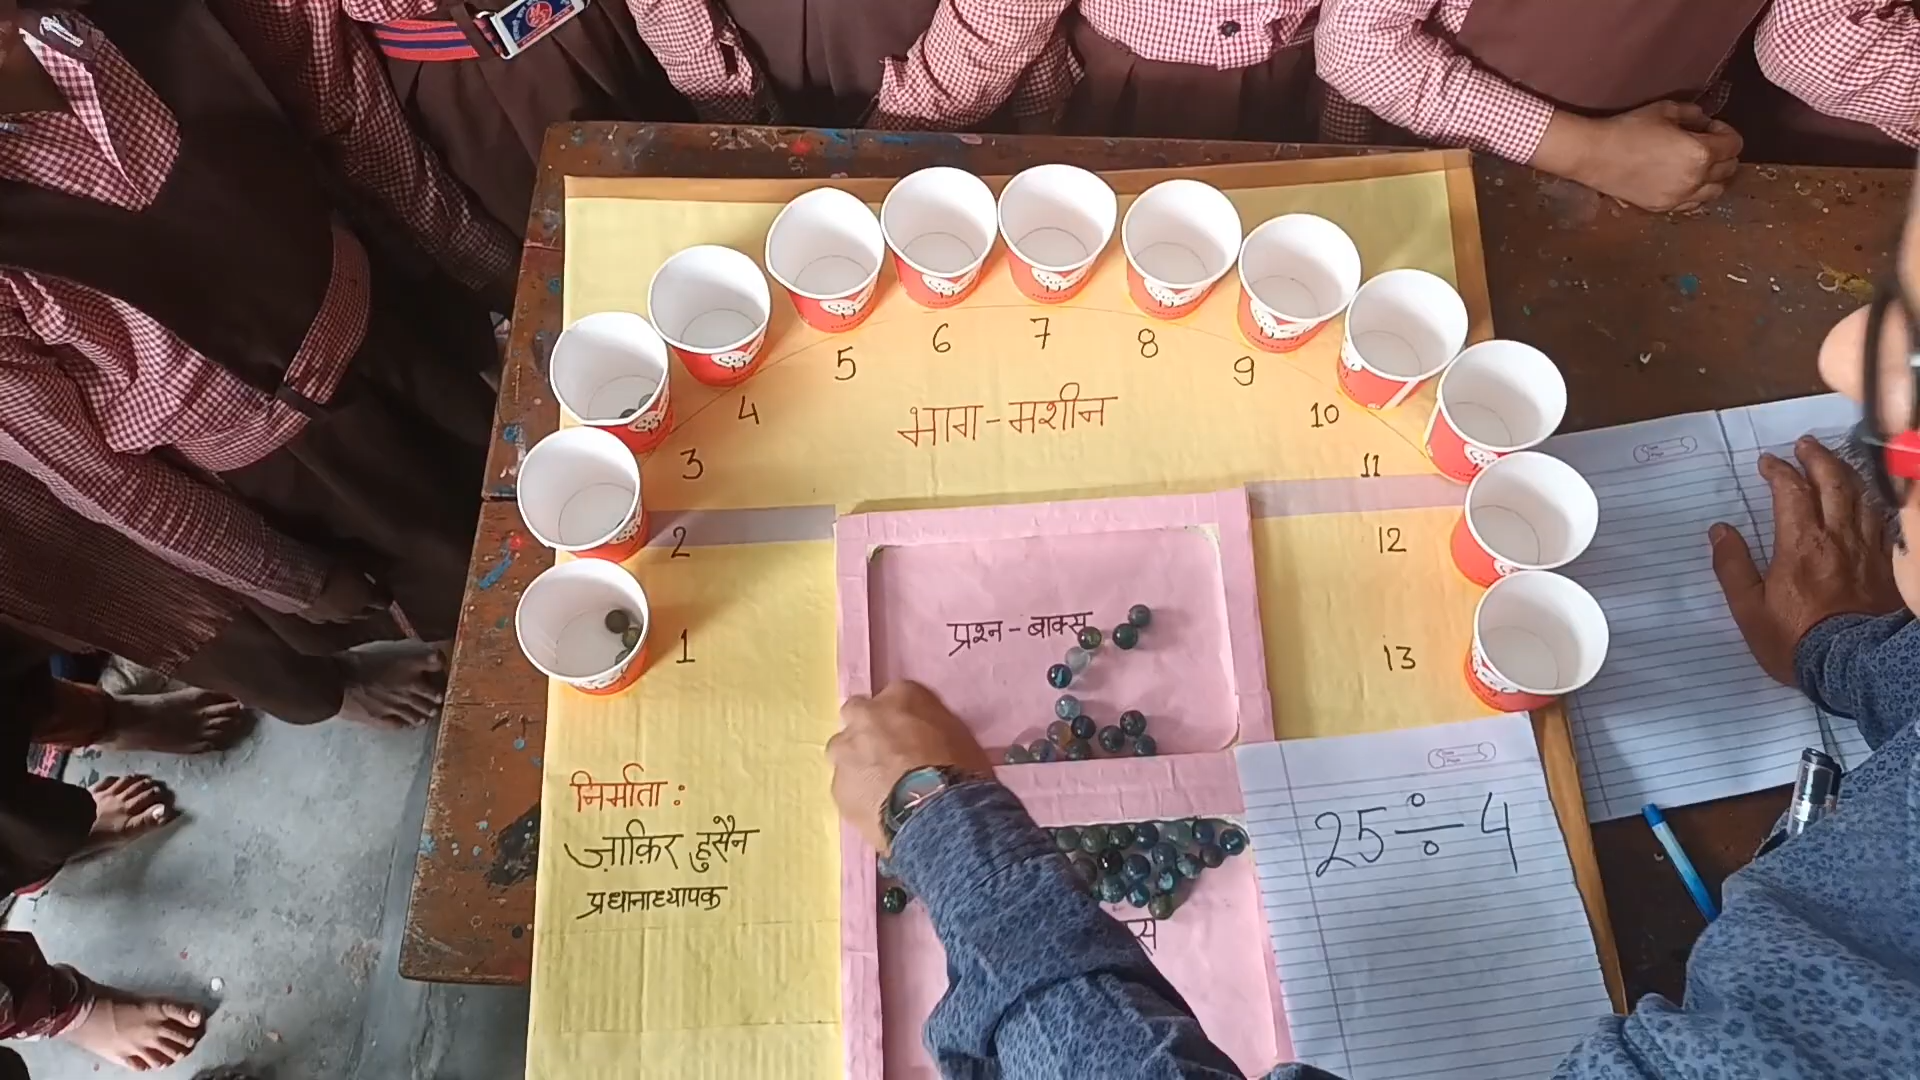 1
2
3
4
5
6
7
8
9
10
11
12
13
भाग-मशीन
प्रश्न-बाक्स
निर्माता:
ज़ाकिर हुसैन
प्रधानाध्यापक
25÷4